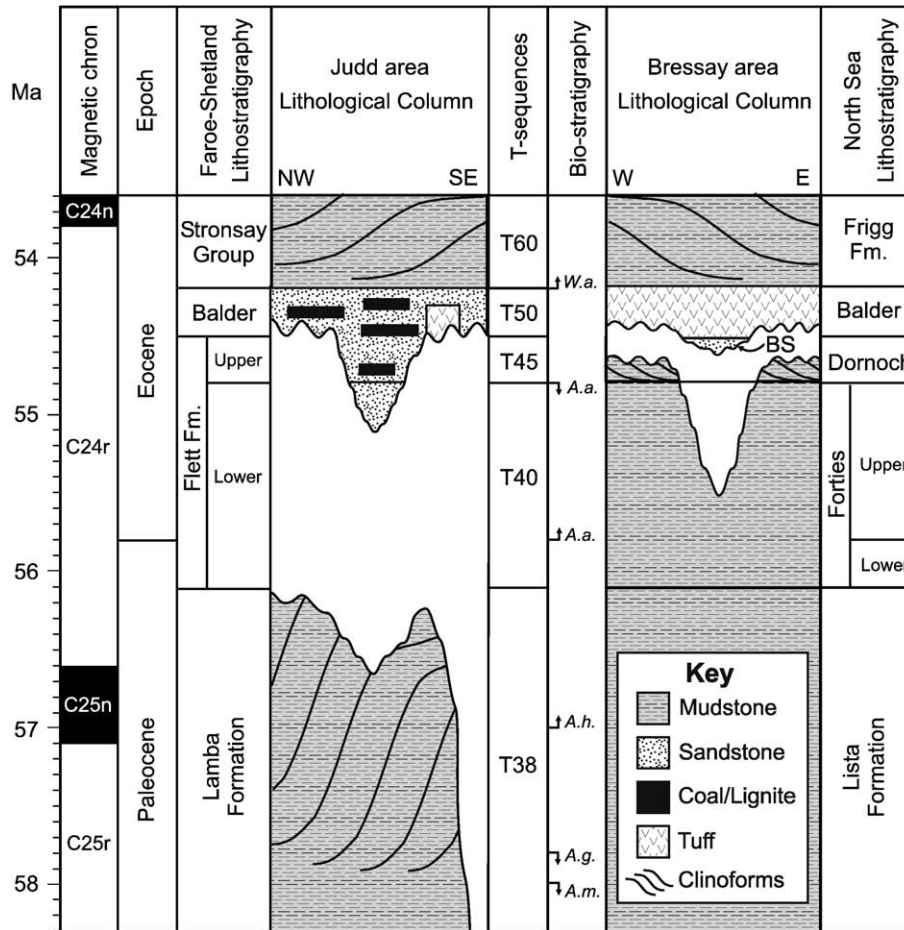 Ma
Magnetic chron
Epoch
Faroe-Shetland
Lithostratigraphy
Judd area
Lithological Column
NW
SE
T-sequences
Bio-stratigraphy
Bressay area
Lithological Column
W
E
North Sea
Lithostratigraphy
54
55
56
57
58
C24n
C24r
C25n
C25r
Eocene
Paleocene
Stronsay
Group
Balder
Flett Fm.
Upper
Lower
Lamba
Formation
T60
T50
T45
T40
T38
W.a.
A.a.
A.a.
A.h.
A.g.
A.m.
BS
Frigg
Fm.
Balder
Dornoch
Forties
Upper
Lower
Lista
Formation
Key
Mudstone
Sandstone
Coal/Lignite
Tuff
Clinoforms